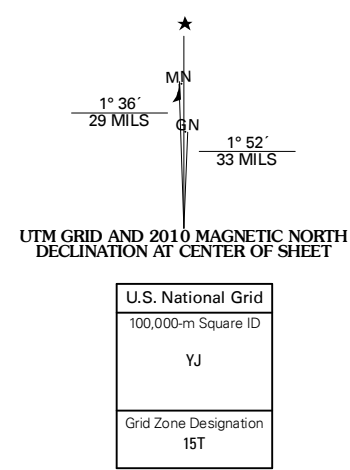 MN
1° 36´
29 MILS
GN
1° 52´
33 MILS
UTM GRID AND 2010 MAGNETIC NORTH
DECLINATION AT CENTER OF SHEET
U.S. National Grid
100,000-m Square ID
YJ
Grid Zone Designation
15T